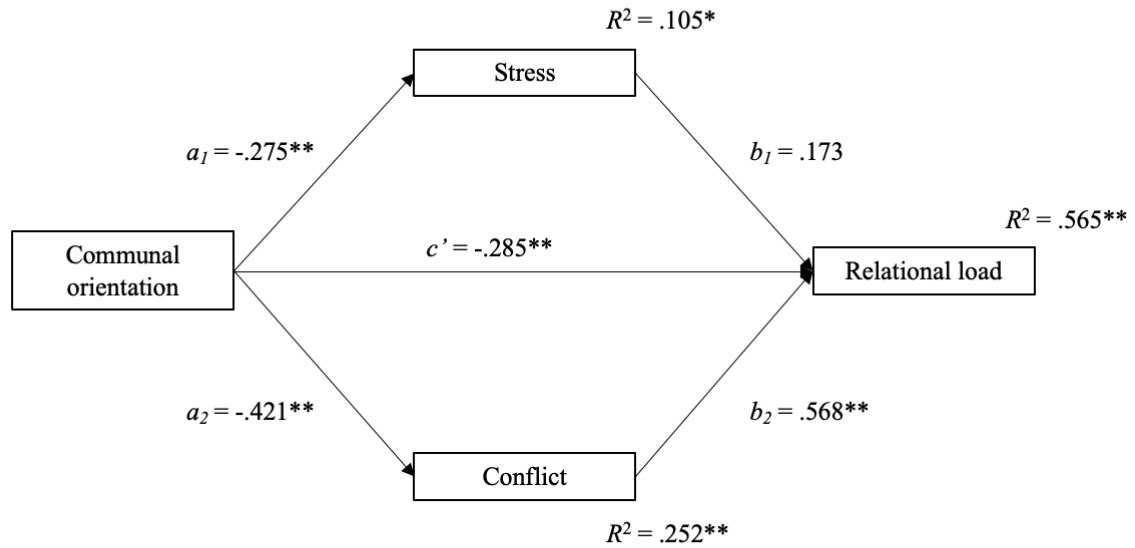 R² = .105*
Stress
a₁ = -.275**
b₁ = .173
R² = .565**
Communal
orientation
c’ = -.285**
Relational load
a₂ = -.421**
b₂ = .568**
Conflict
R² = .252**